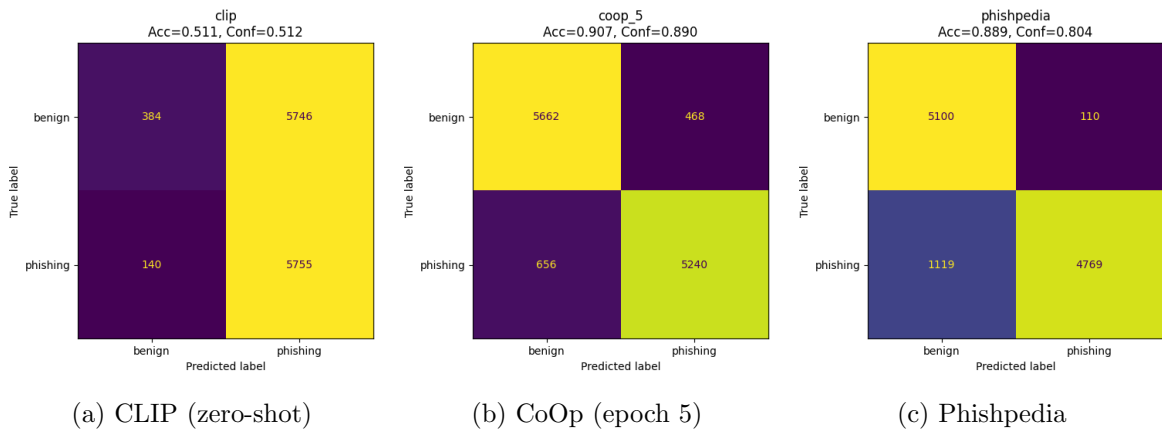 clip
Acc=0.511, Conf=0.512
benign
384
5746
True label
phishing
140
5755
benign
phishing
Predicted label
(a) CLIP (zero-shot)
coop_5
Acc=0.907, Conf=0.890
benign
5662
468
True label
phishing
656
5240
benign
phishing
Predicted label
(b) CoOp (epoch 5)
phishpedia
Acc=0.889, Conf=0.804
benign
5100
110
True label
phishing
1119
4769
benign
phishing
Predicted label
(c) Phishpedia